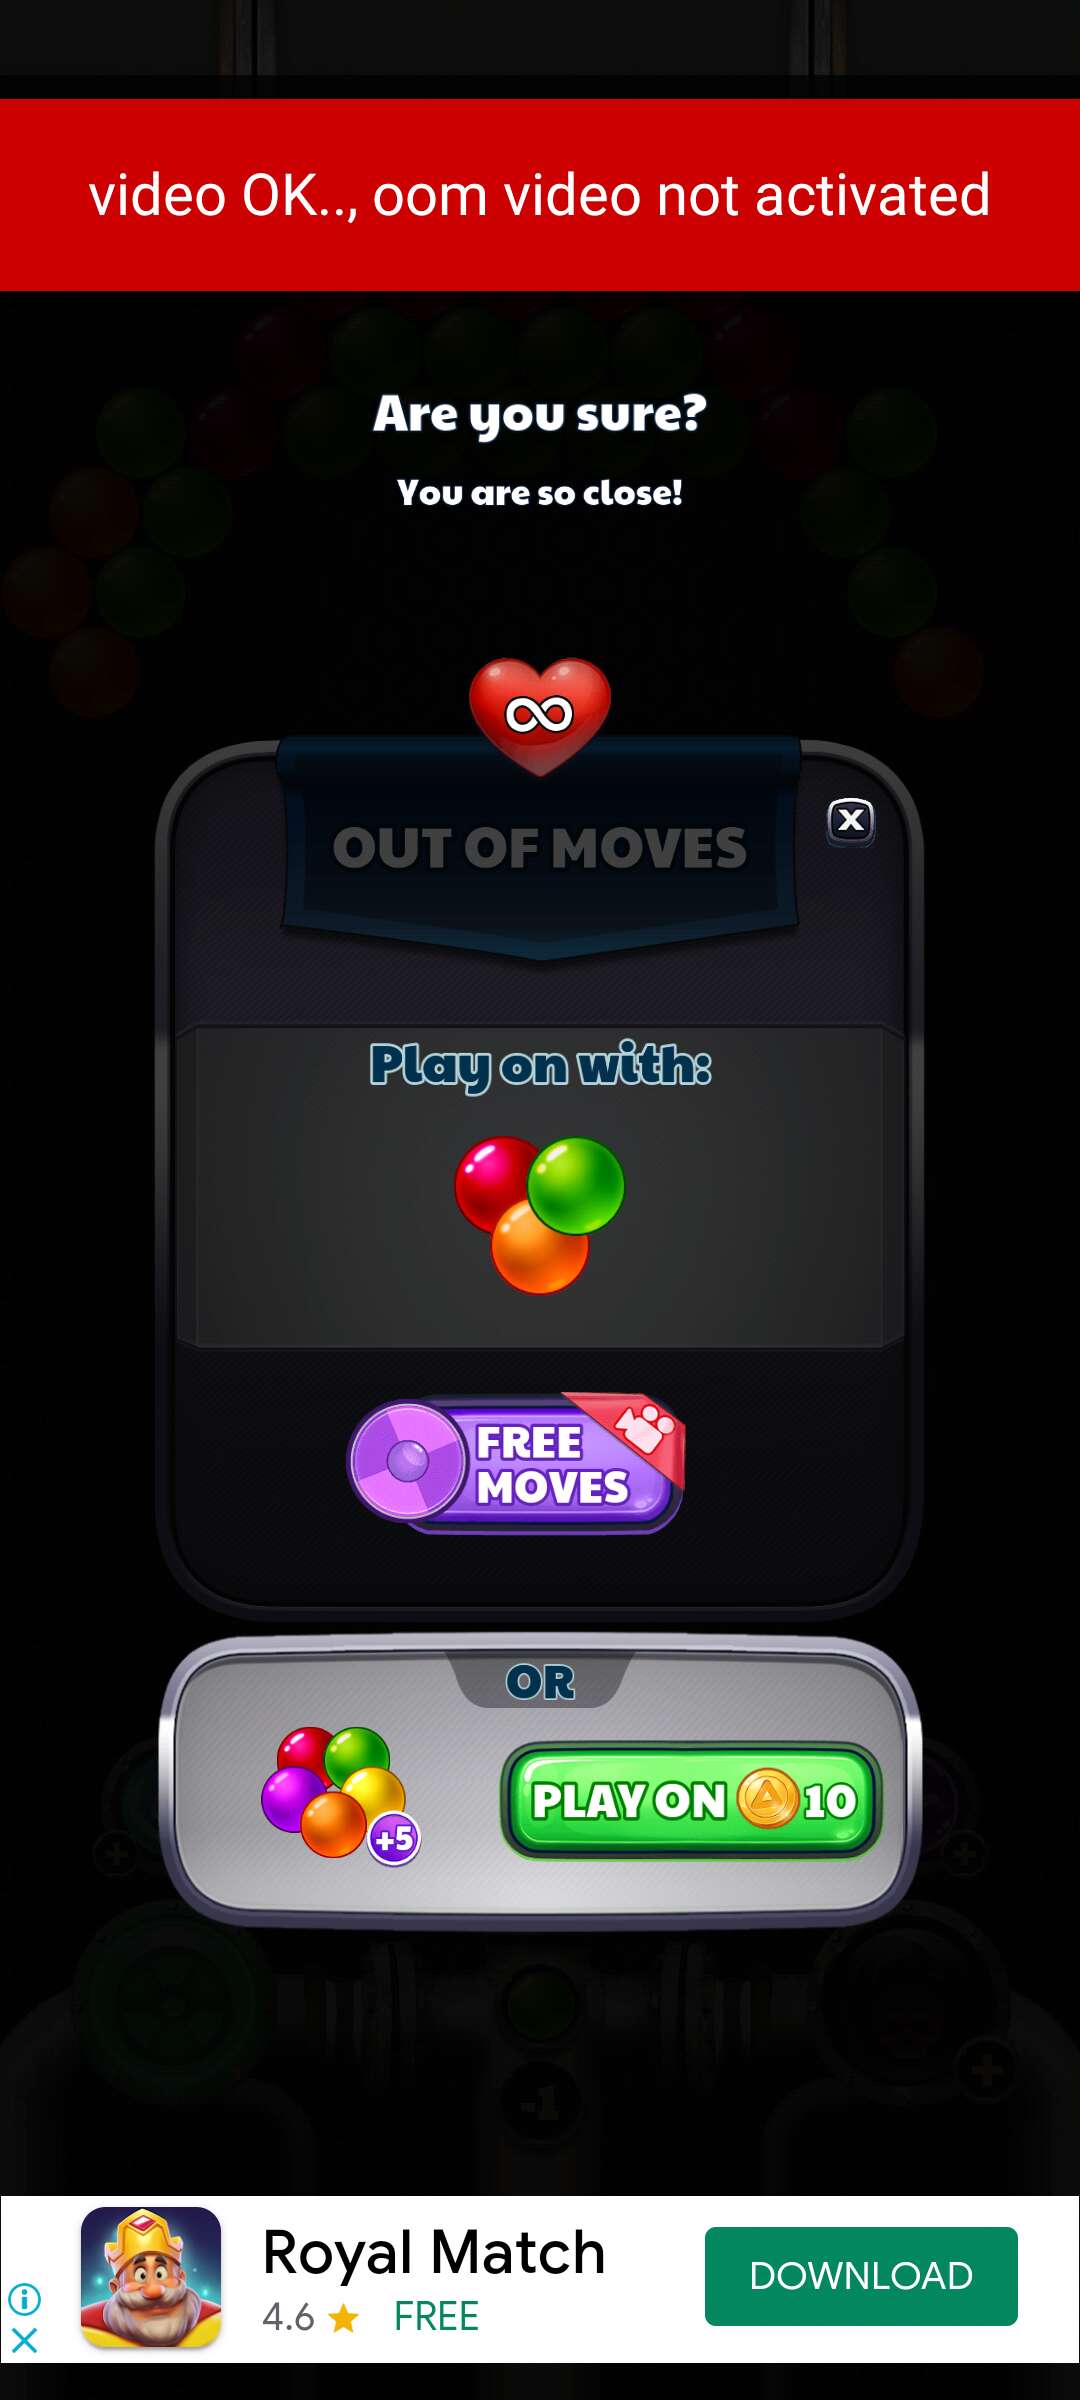 video OK.., oom video not activated
Are you sure?
You are so close!
∞
OUT OF MOVES
X
Play on with:
FREE
MOVES
OR
+5
PLAY ON 10
-1
Royal Match
4.6 ★ FREE
DOWNLOAD